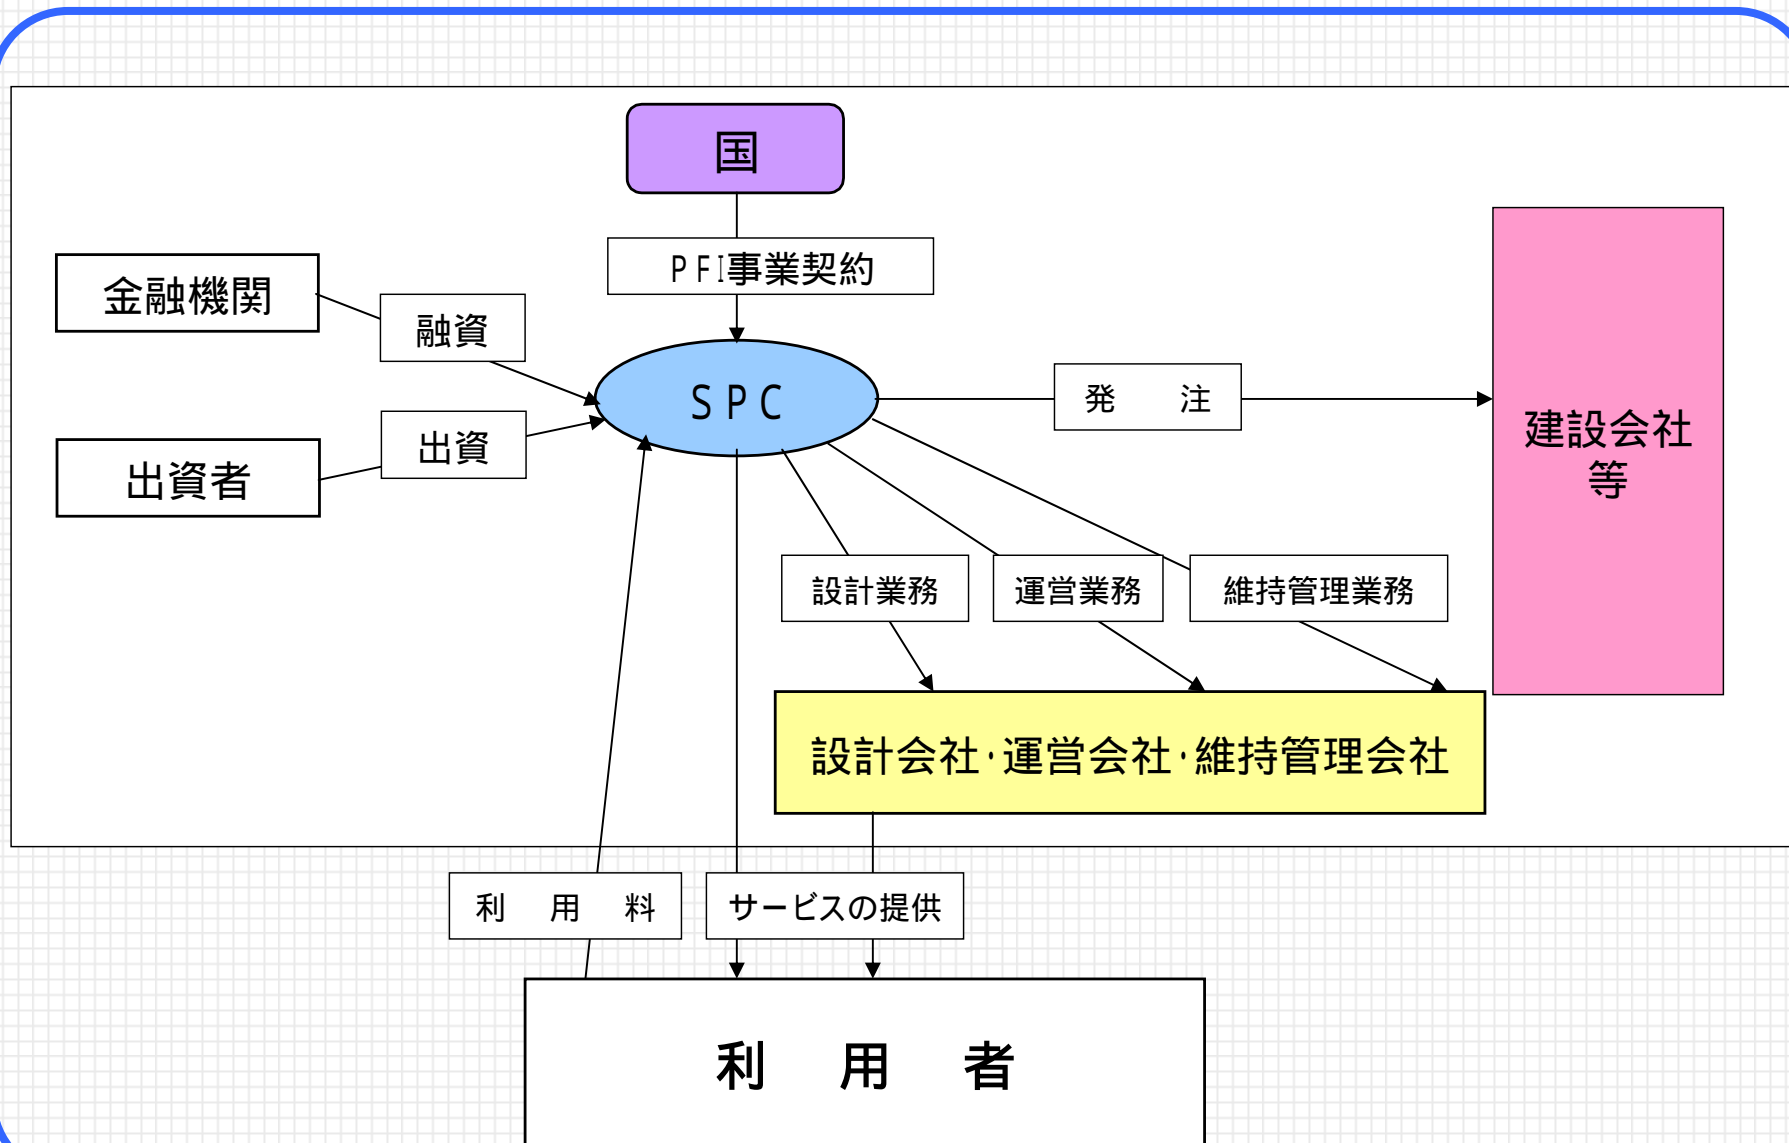 国
PFI事業契約
金融機関
融資
SPC
発　注
出資
出資者
建設会社
等
設計業務
運営業務
維持管理業務
設計会社・運営会社・維持管理会社
利　用　料
サービスの提供
利　用　者